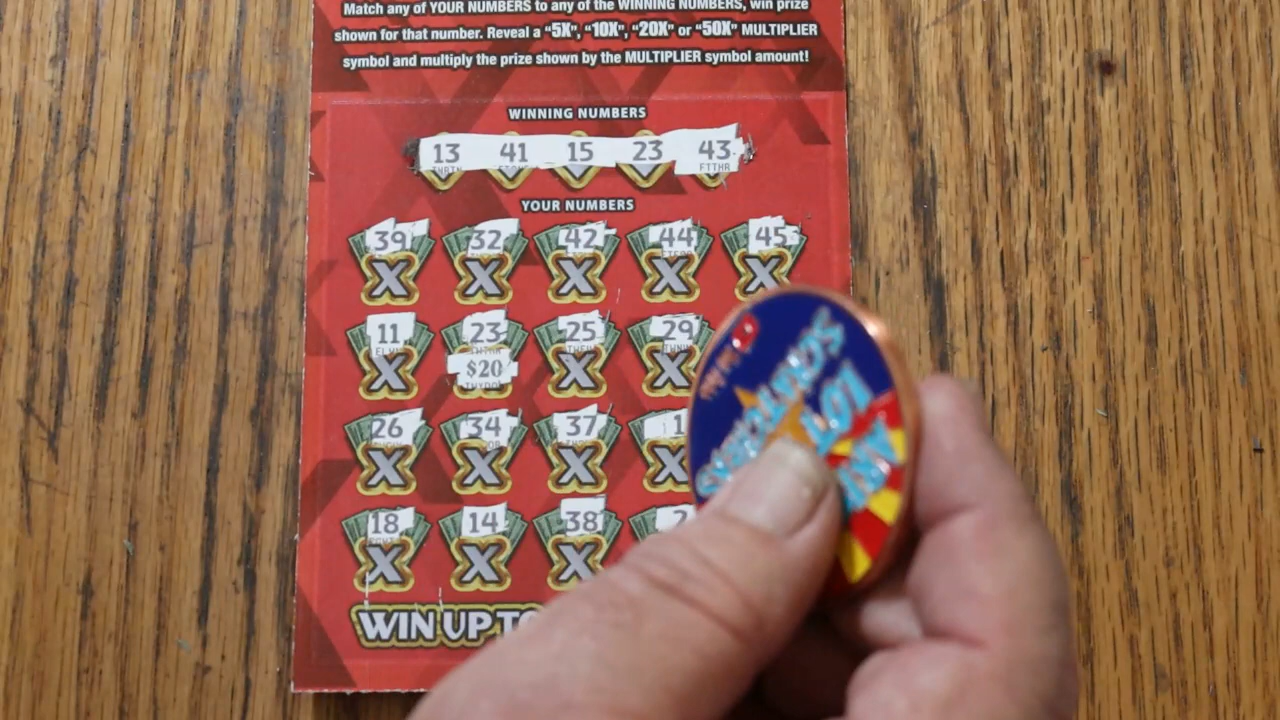 Match any of YOUR NUMBERS to any of the WINNING NUMBERS, win prize
shown for that number. Reveal a "5X", "10X", "20X" or "50X" MULTIPLIER
symbol and multiply the prize shown by the MULTIPLIER symbol amount!
WINNING NUMBERS
13 41 15 23 43
FTTHR
YOUR NUMBERS
39 32 42 44 45
X X X X X
11 23 25 29
X $20 X X
26 34 37 1
X X X X
18 14 38 2
X X X
WIN UP TO